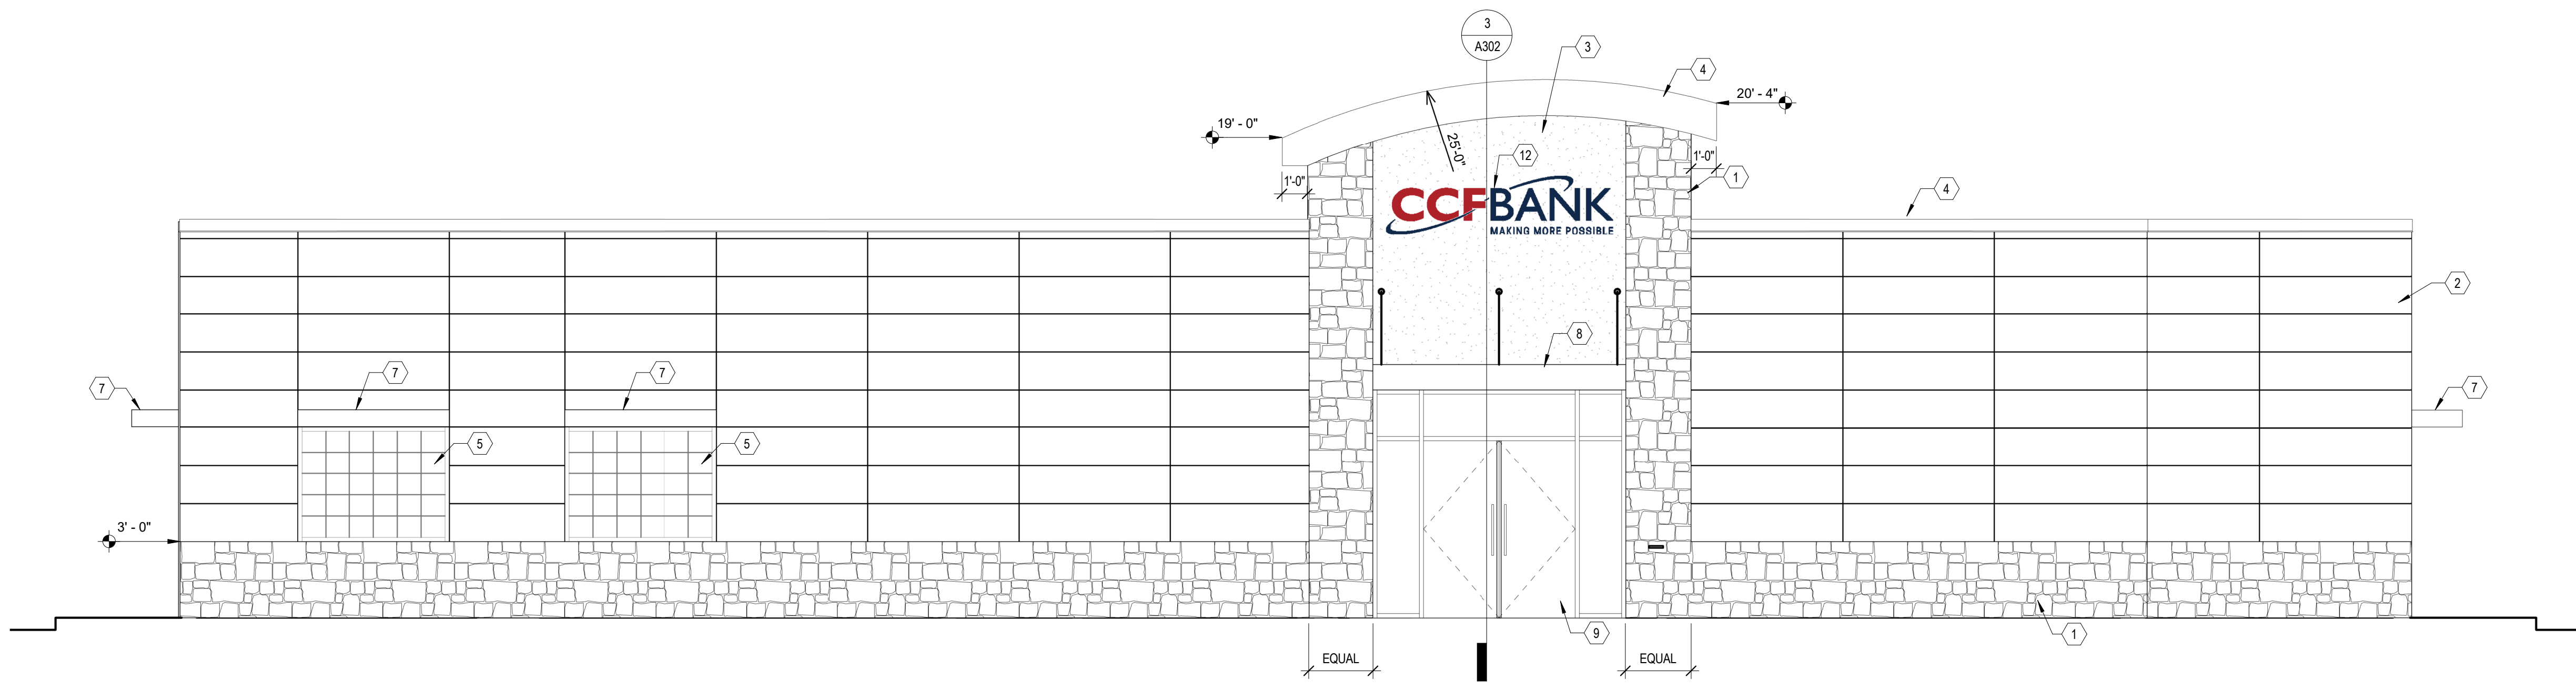 3
A302
3
4
20' - 4"
19' - 0"
25'-0"
12
1'-0"
1'-0"
1
4
CCFBANK
MAKING MORE POSSIBLE
2
8
7
7
7
7
5
5
3' - 0"
9
1
EQUAL
EQUAL